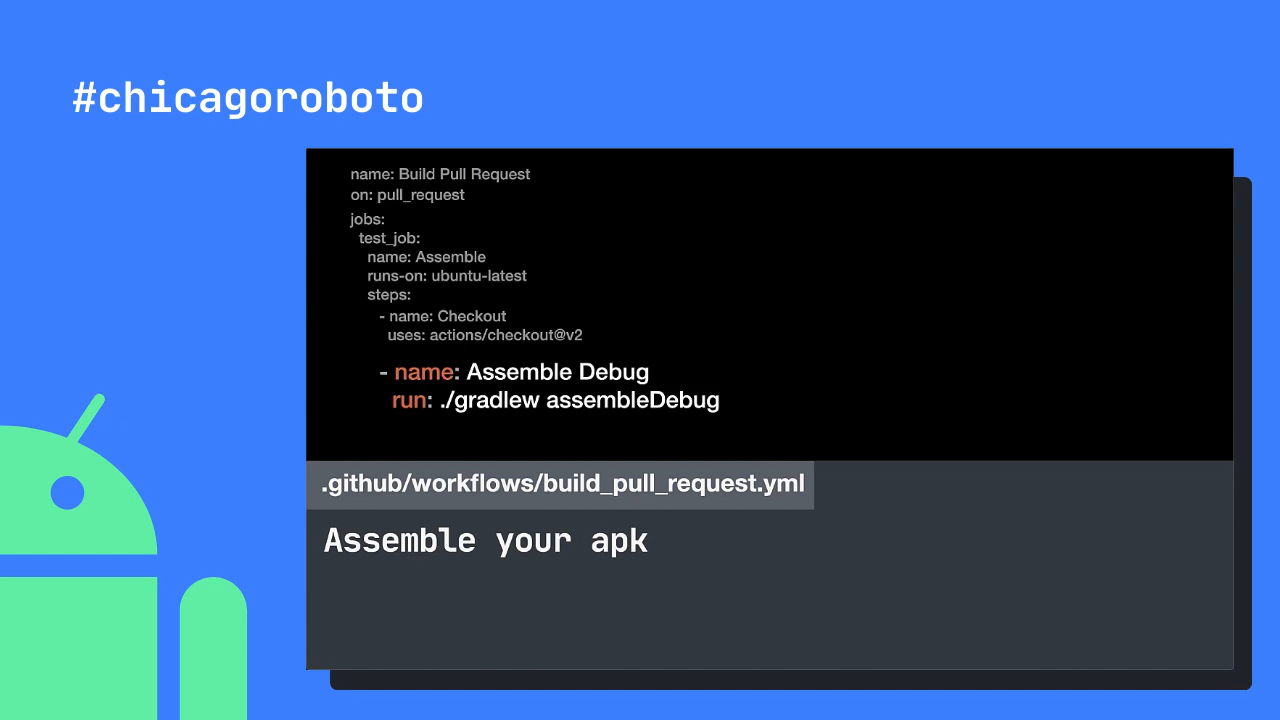 #chicagoroboto
name: Build Pull Request
on: pull_request
jobs:
test_job:
name: Assemble
runs-on: ubuntu-latest
steps:
- name: Checkout
uses: actions/checkout@v2
- name: Assemble Debug
run: ./gradlew assembleDebug
.github/workflows/build_pull_request.yml
Assemble your apk